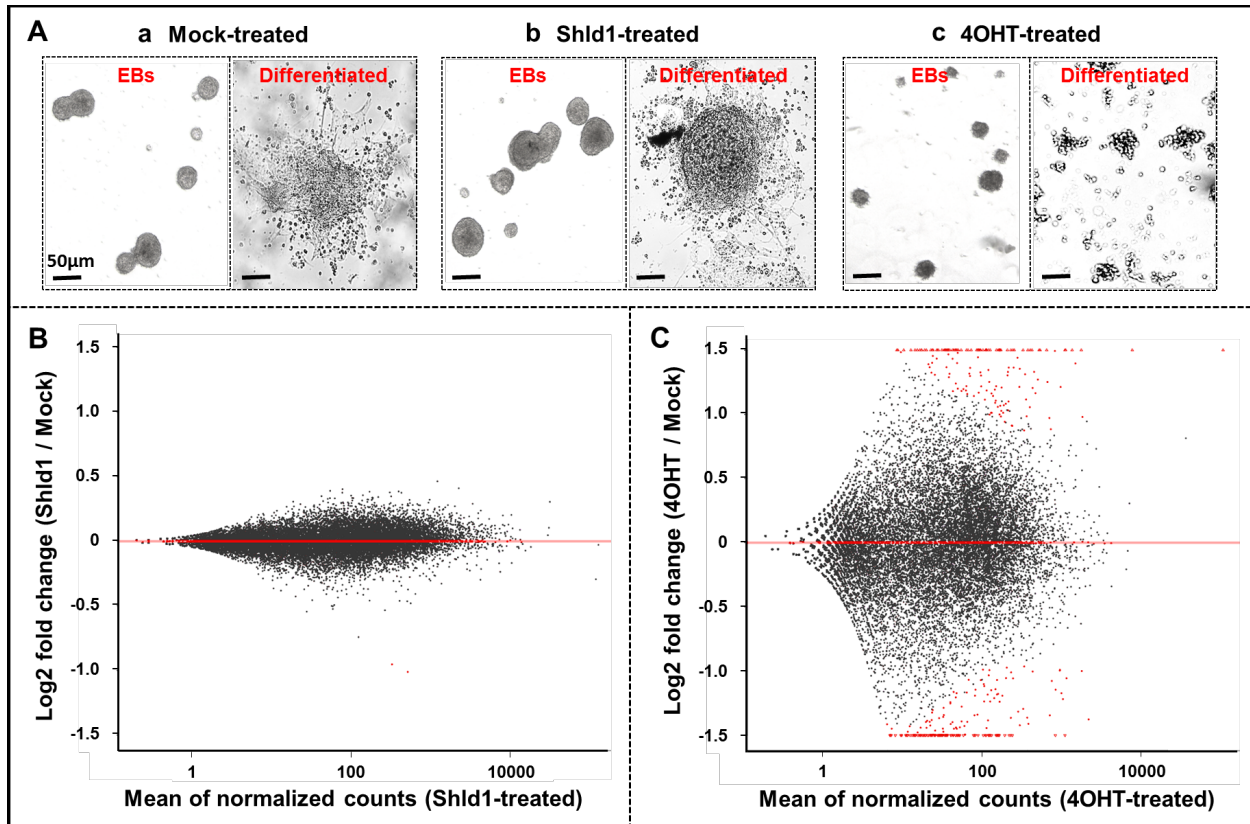 A
a Mock-treated
b Shld1-treated
c 4OHT-treated
EBs
Differentiated
EBs
Differentiated
EBs
Differentiated
50µm
B
1.5
1.0
0.5
0
-0.5
-1.0
-1.5
Log2 fold change (Shld1 / Mock)
1
100
10000
Mean of normalized counts (Shld1-treated)
C
1.5
1.0
0.5
0
-0.5
-1.0
-1.5
Log2 fold change (4OHT / Mock)
1
100
10000
Mean of normalized counts (4OHT-treated)